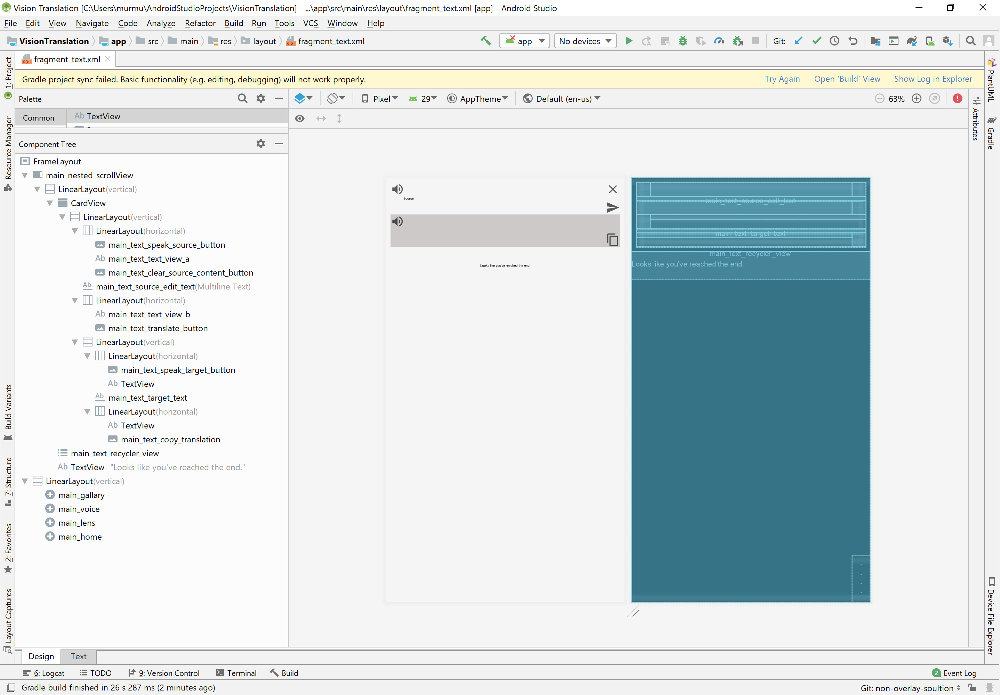 Vision Translation [C:\Users\murmu\AndroidStudioProjects\VisionTranslation] - ...\app\src\main\res\layout\fragment_text.xml [app] - Android Studio
File Edit View Navigate Code Analyze Refactor Build Run Tools VCS Window Help
VisionTranslation app src main res layout fragment_text.xml app No devices Git:
fragment_text.xml
Gradle project sync failed. Basic functionality (e.g. editing, debugging) will not work properly. Try Again Open 'Build' View Show Log in Explorer
Palette
Pixel 29 AppTheme Default (en-us) 63%
Common
Ab TextView
Component Tree
FrameLayout
main_nested_scrollView
LinearLayout(vertical)
CardView
LinearLayout(vertical)
LinearLayout(horizontal)
main_text_speak_source_button
Ab main_text_text_view_a
main_text_clear_source_content_button
Ab main_text_source_edit_text(Multiline Text)
LinearLayout(horizontal)
Ab main_text_text_view_b
main_text_translate_button
LinearLayout(vertical)
LinearLayout(horizontal)
main_text_speak_target_button
Ab TextView
Ab main_text_target_text
LinearLayout(horizontal)
Ab TextView
main_text_copy_translation
main_text_recycler_view
Ab TextView- "Looks like you've reached the end."
LinearLayout(vertical)
main_gallary
main_voice
main_lens
main_home
Source
Looks like you've reached the end.
main_text_source_edit_text
main_text_target_text
main_text_recycler_view
Looks like you've reached the end.
1: Project
Resource Manager
Build Variants
7: Structure
2: Favorites
Layout Captures
Attributes
PlantUML
Gradle
Device File Explorer
Design Text
6: Logcat TODO 9: Version Control Terminal Build 2 Event Log
Gradle build finished in 26 s 287 ms (2 minutes ago) Git: non-overlay-soultion